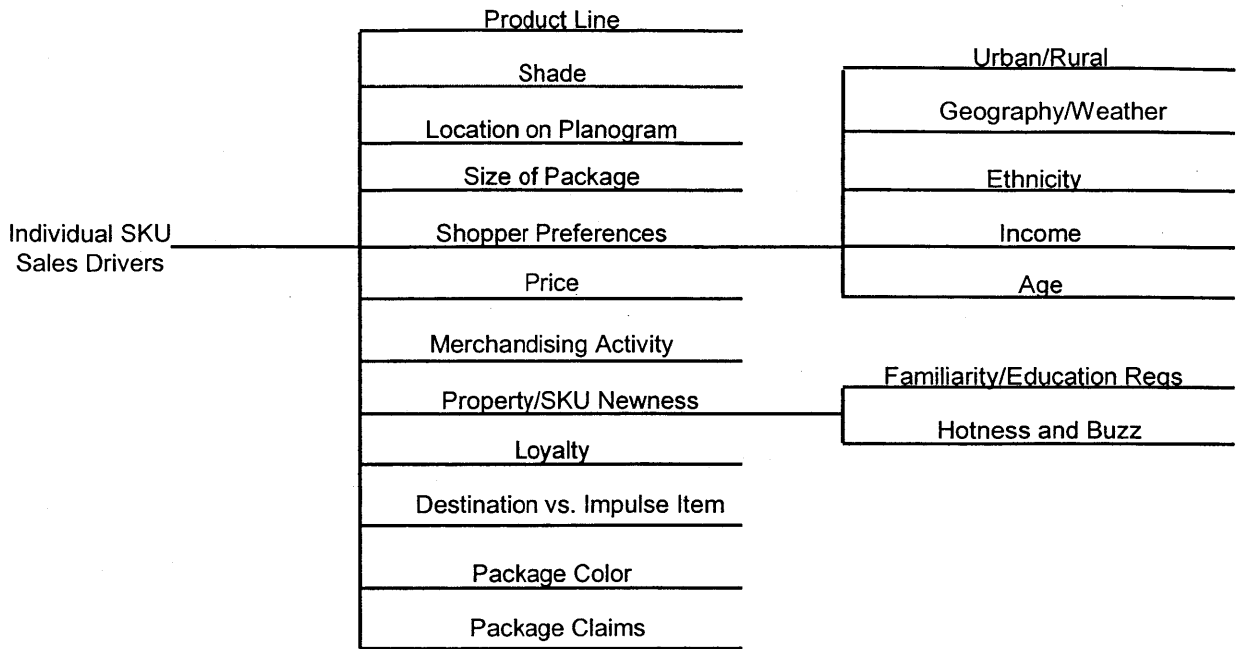 Individual SKU
Sales Drivers
Product Line
Shade
Location on Planogram
Size of Package
Shopper Preferences
Price
Merchandising Activity
Property/SKU Newness
Loyalty
Destination vs. Impulse Item
Package Color
Package Claims
Urban/Rural
Geography/Weather
Ethnicity
Income
Age
Familiarity/Education Reqs
Hotness and Buzz